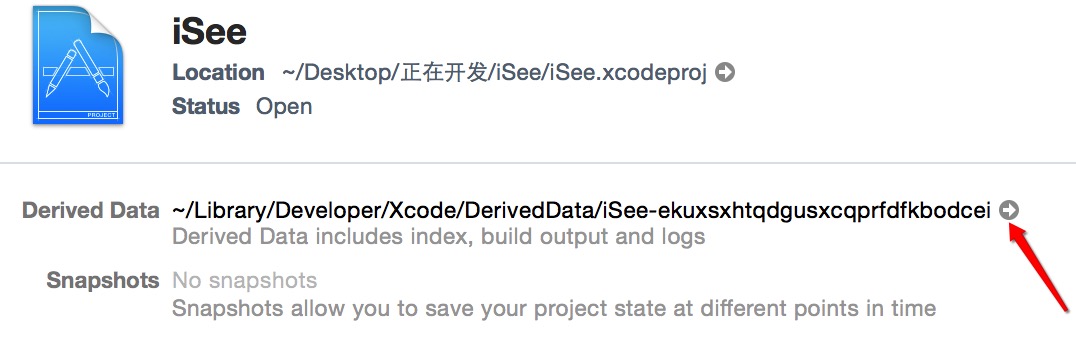 iSee
Location ~/Desktop/正在开发/iSee/iSee.xcodeproj
Status Open
PROJECT
Derived Data ~/Library/Developer/Xcode/DerivedData/iSee-ekuxsxhtqdgusxcqprfdfkbodcei
Derived Data includes index, build output and logs
Snapshots No snapshots
Snapshots allow you to save your project state at different points in time